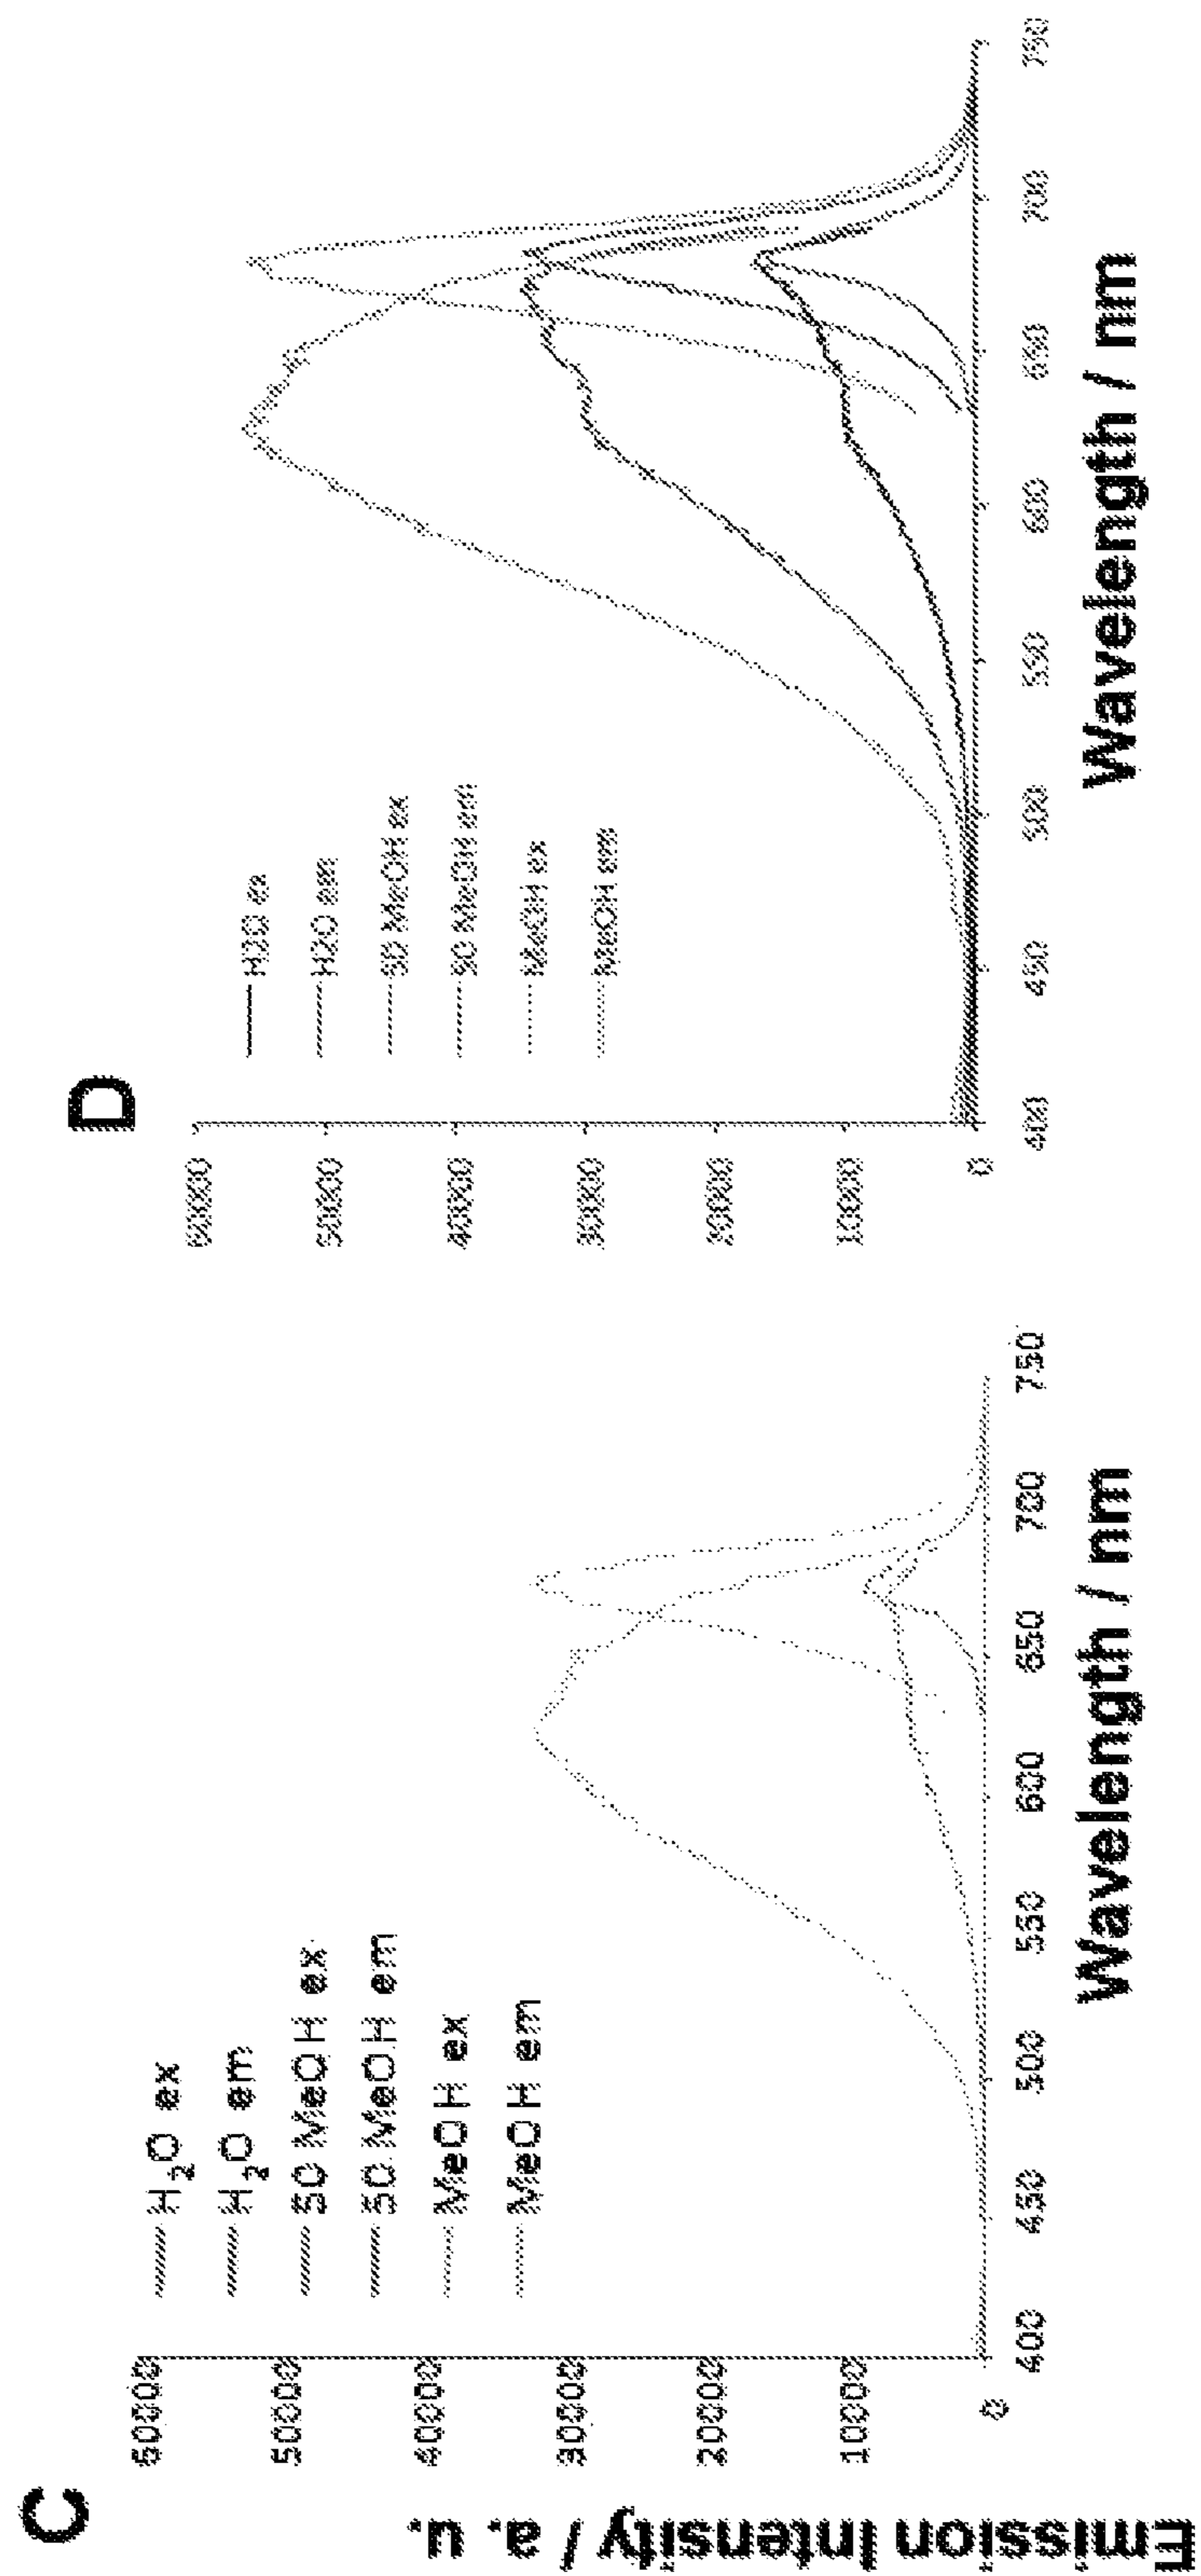 C
Emission intensity / a. u.
60000
50000
40000
30000
20000
10000
0
H₂O ex
H₂O em
50 MeOH ex
50 MeOH em
MeOH ex
MeOH em
400
450
500
550
600
650
700
750
Wavelength / nm
D
60000
50000
40000
30000
20000
10000
0
H2O ex
H2O em
50 MeOH ex
50 MeOH em
MeOH ex
MeOH em
400
450
500
550
600
650
700
750
Wavelength / nm